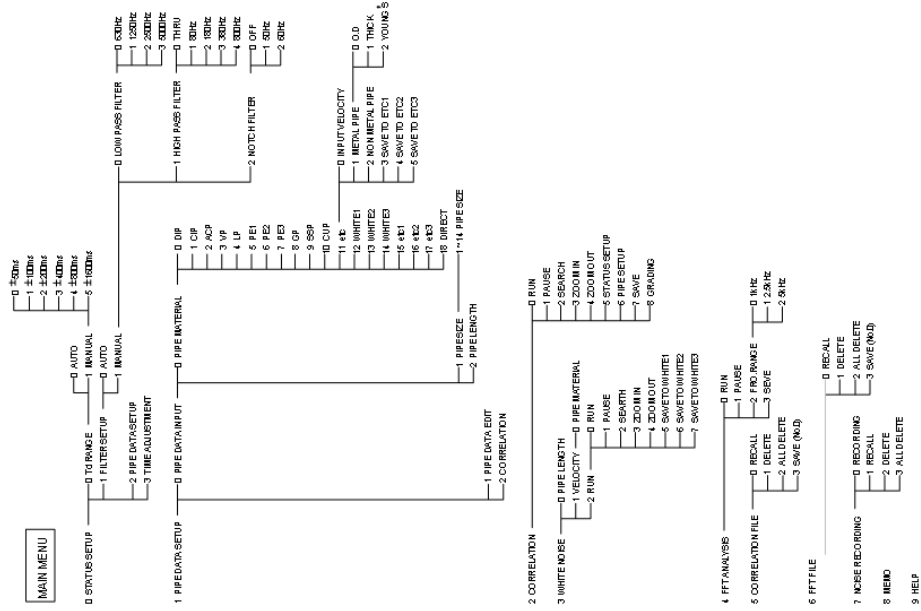 MAIN MENU
0 STATUS SETUP
0 Td RANGE
0 AUTO
1 MANUAL
0 ±50ms
1 ±100ms
2 ±200ms
3 ±400ms
4 ±800ms
5 ±1600ms
1 FILTER SETUP
0 AUTO
1 MANUAL
0 LOW PASS FILTER
0 630Hz
1 1250Hz
2 2500Hz
3 5000Hz
1 HIGH PASS FILTER
0 THRU
1 80Hz
2 160Hz
3 380Hz
4 800Hz
2 NOTCH FILTER
0 OFF
1 50Hz
2 60Hz
2 PIPE DATA SETUP
3 TIME ADJUSTMENT
1 PIPE DATA SETUP
0 PIPE DATA INPUT
0 PIPE MATERIAL
0 DIP
1 CIP
2 ACP
3 VP
4 LP
5 PE1
6 PE2
7 PE3
8 GP
9 SSP
10 CUP
11 etc
0 INPUT VELOCITY
1 METAL PIPE
0 O.D
1 THICK
2 YOUNG'S
2 NON METAL PIPE
3 SAVE TO ETC1
4 SAVE TO ETC2
5 SAVE TO ETC3
12 WHITE1
13 WHITE2
14 WHITE3
15 etc1
16 etc2
17 etc3
18 DIRECT
1 PIPE SIZE
1~14 PIPE SIZE
2 PIPE LENGTH
1 PIPE DATA EDIT
2 CORRELATION
2 CORRELATION
0 RUN
1 PAUSE
2 SEARCH
3 ZOOM IN
4 ZOOM OUT
5 STATUS SETUP
6 PIPE SETUP
7 SAVE
8 GRADING
3 WHITE NOISE
0 PIPE LENGTH
1 VELOCITY
0 PIPE MATERIAL
2 RUN
0 RUN
1 PAUSE
2 SEARTH
3 ZOOM IN
4 ZOOM OUT
5 SAVE TO WHITE1
6 SAVE TO WHITE2
7 SAVE TO WHITE3
4 FFT ANALYSIS
0 RUN
1 PAUSE
2 FRQ.RANGE
0 1kHz
1 2.5kHz
2 5kHz
3 SEVE
5 CORRELATION FILE
0 RECALL
1 DELETE
2 ALL DELETE
3 SAVE (No.0)
6 FFT FILE
0 RECALL
1 DELETE
2 ALL DELETE
3 SAVE (No.0)
7 NOISE RECORDING
0 RECORDING
1 RECALL
2 DELETE
3 ALL DELETE
8 MEMO
9 HELP